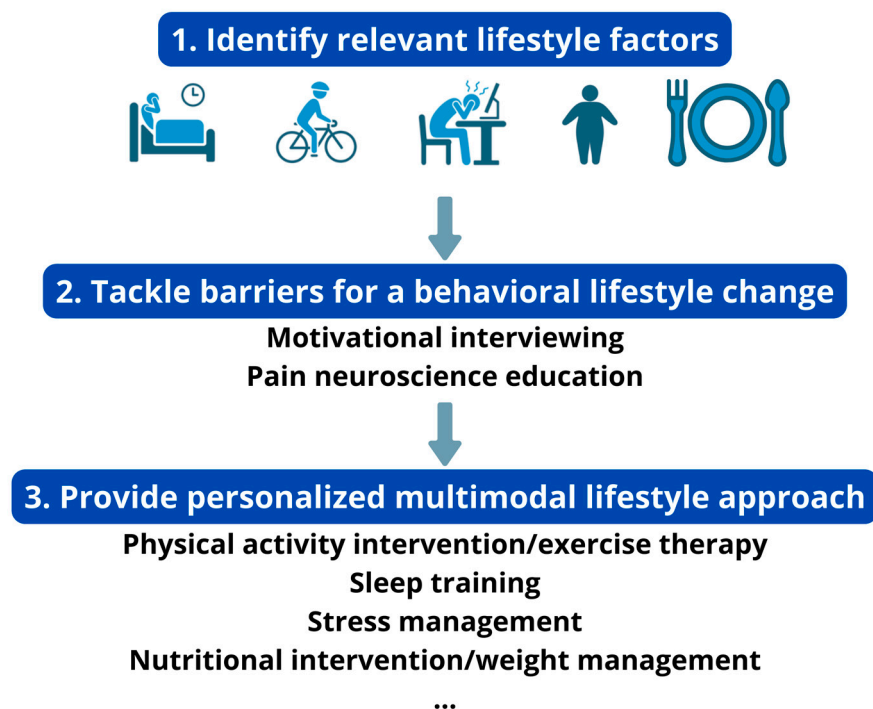 1. Identify relevant lifestyle factors
2. Tackle barriers for a behavioral lifestyle change
Motivational interviewing
Pain neuroscience education
3. Provide personalized multimodal lifestyle approach
Physical activity intervention/exercise therapy
Sleep training
Stress management
Nutritional intervention/weight management
...